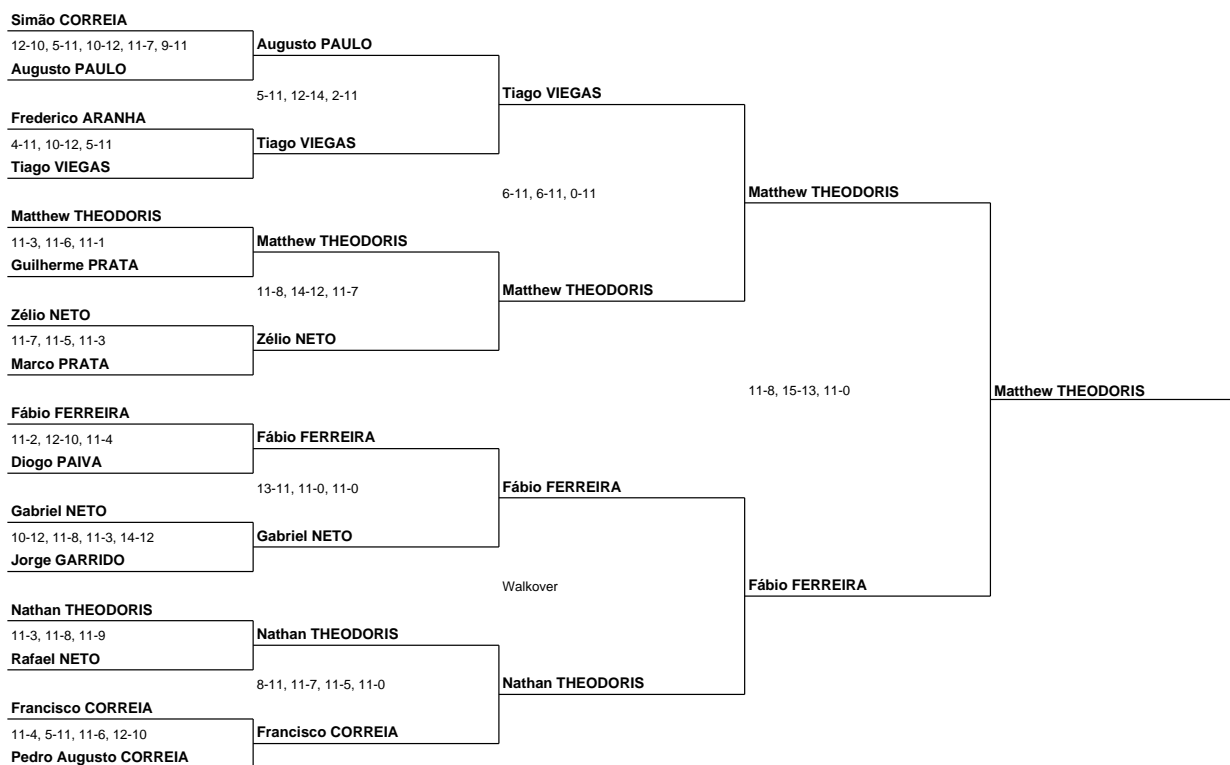 Simão CORREIA
12-10, 5-11, 10-12, 11-7, 9-11
Augusto PAULO
Augusto PAULO
5-11, 12-14, 2-11
Tiago VIEGAS
Frederico ARANHA
4-11, 10-12, 5-11
Tiago VIEGAS
Tiago VIEGAS
6-11, 6-11, 0-11
Matthew THEODORIS
Matthew THEODORIS
11-3, 11-6, 11-1
Matthew THEODORIS
Guilherme PRATA
11-8, 14-12, 11-7
Matthew THEODORIS
Zélio NETO
11-7, 11-5, 11-3
Zélio NETO
Marco PRATA
11-8, 15-13, 11-0
Matthew THEODORIS
Fábio FERREIRA
11-2, 12-10, 11-4
Fábio FERREIRA
Diogo PAIVA
13-11, 11-0, 11-0
Fábio FERREIRA
Gabriel NETO
10-12, 11-8, 11-3, 14-12
Gabriel NETO
Jorge GARRIDO
Walkover
Fábio FERREIRA
Nathan THEODORIS
11-3, 11-8, 11-9
Nathan THEODORIS
Rafael NETO
8-11, 11-7, 11-5, 11-0
Nathan THEODORIS
Francisco CORREIA
11-4, 5-11, 11-6, 12-10
Francisco CORREIA
Pedro Augusto CORREIA